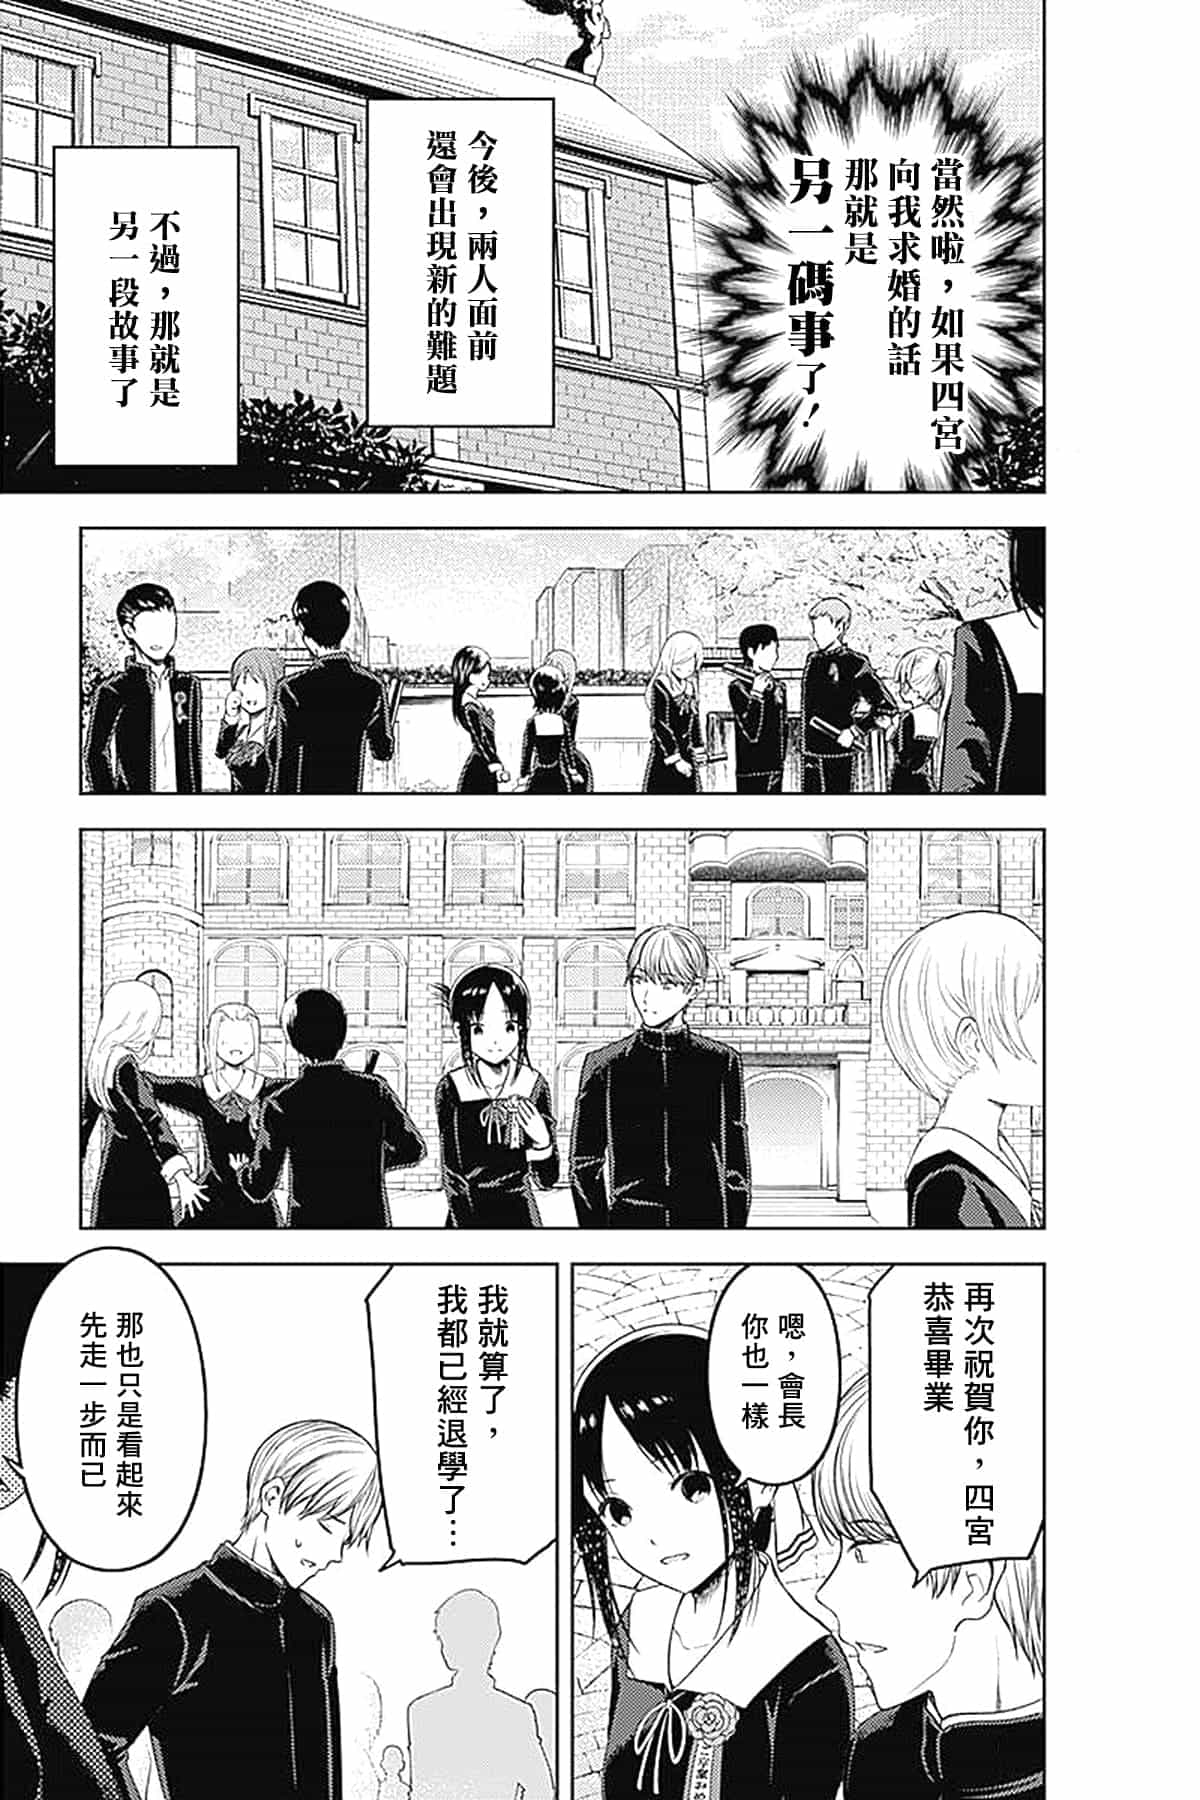 當然啦，如果四宮
向我求婚的話
那就是
另一碼事了！
今後，兩人面前
還會出現新的難題
不過，那就是
另一段故事了
再次祝賀你，四宮
恭喜畢業
嗯，會長
你也一樣
我就算了，
我都已經退學了…
那也只是看起來
先走一步而已